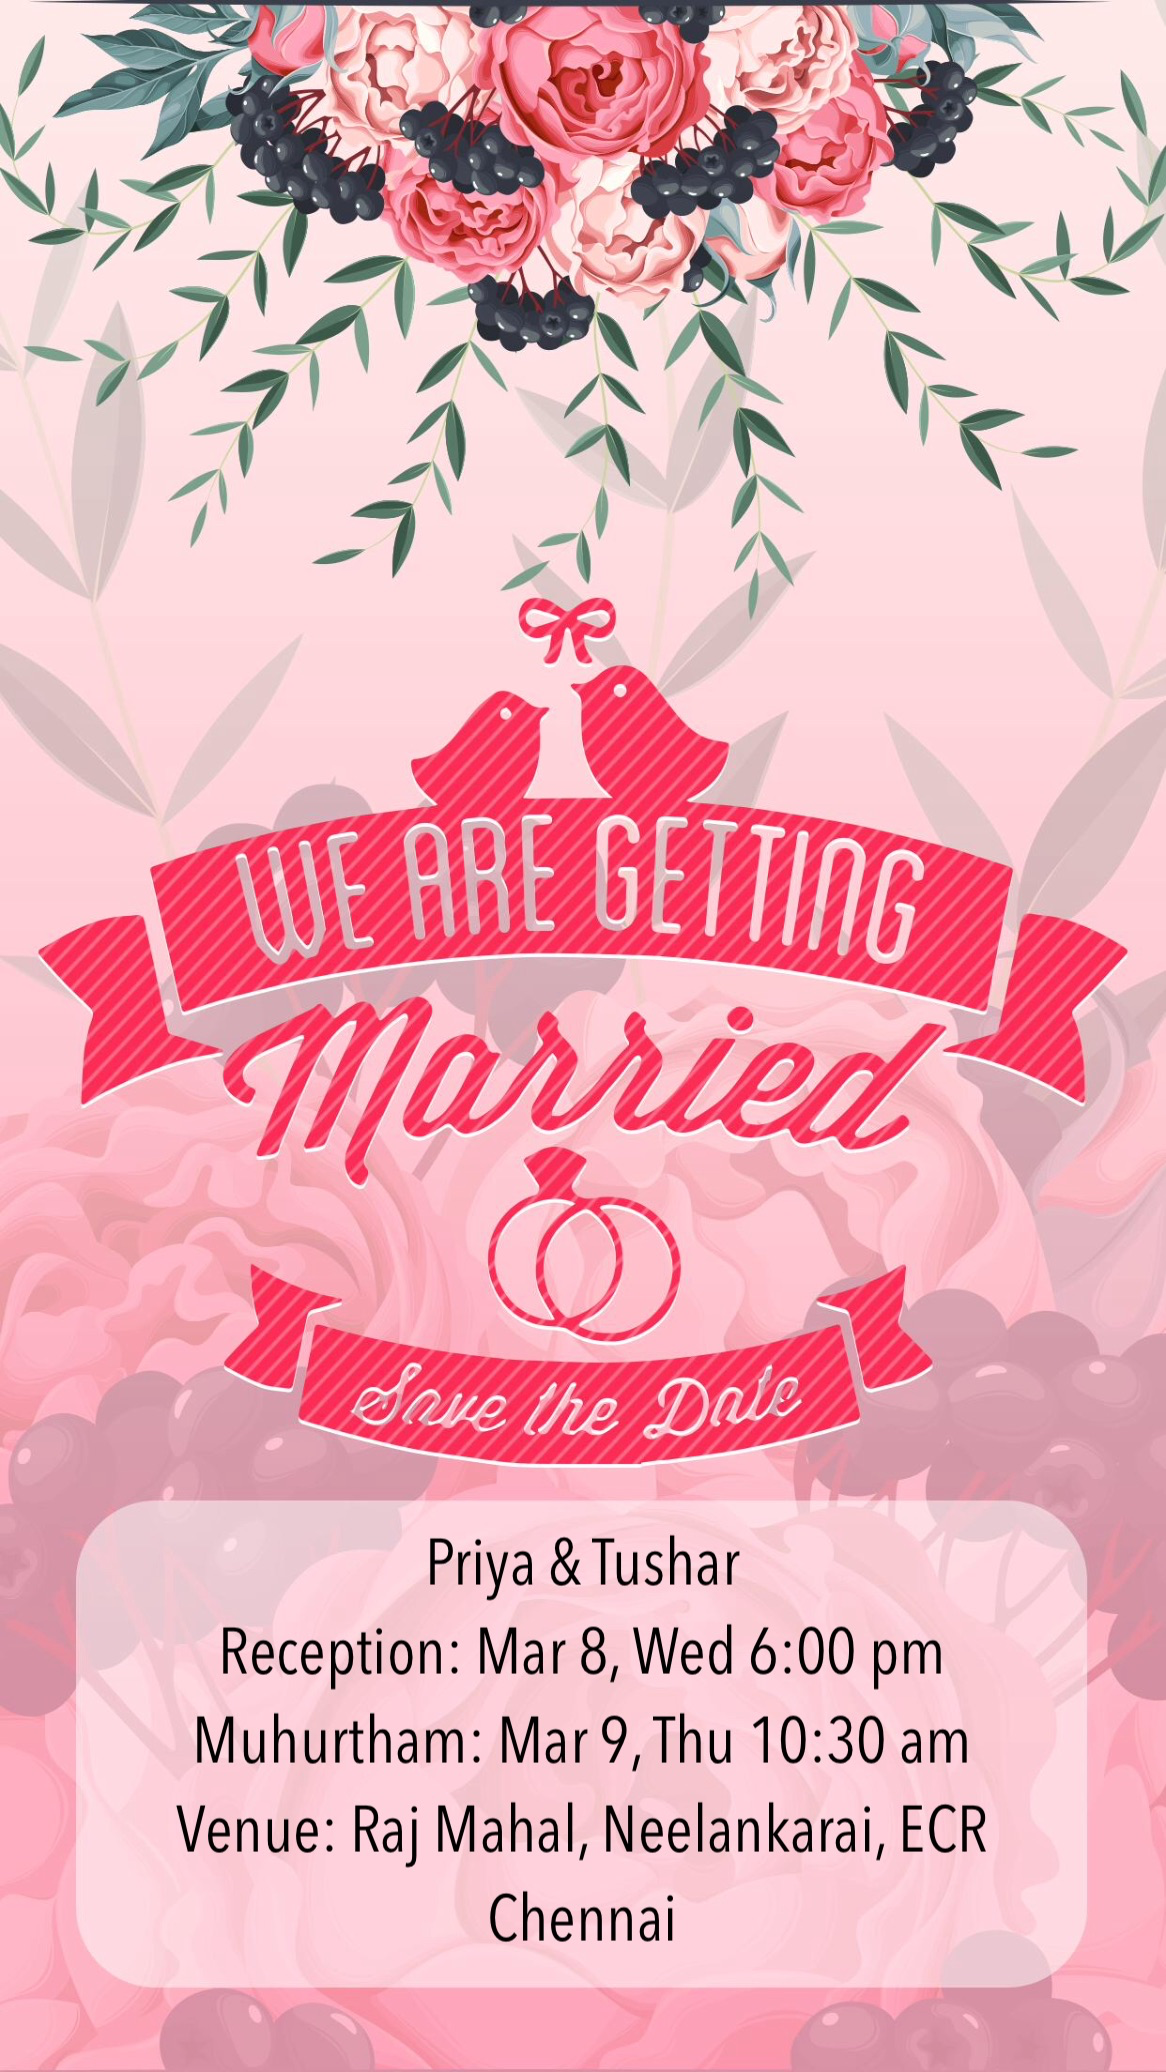 WE ARE GETTING
Married
Save the Date
Priya & Tushar
Reception: Mar 8, Wed 6:00 pm
Muhurtham: Mar 9, Thu 10:30 am
Venue: Raj Mahal, Neelankarai, ECR
Chennai